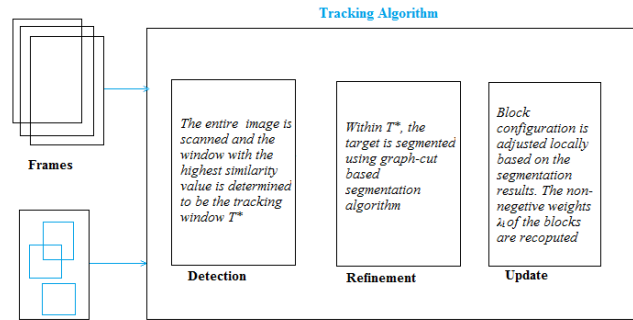 Tracking Algorithm
Frames
The entire image is
scanned and the
window with the
highest similarity
value is determined
to be the tracking
window T*
Detection
Within T*, the
target is segmented
using graph-cut
based
segmentation
algorithm
Refinement
Block
configuration is
adjusted locally
based on the
segmentation
results. The non-
negetive weights
λi of the blocks
are recoputed
Update